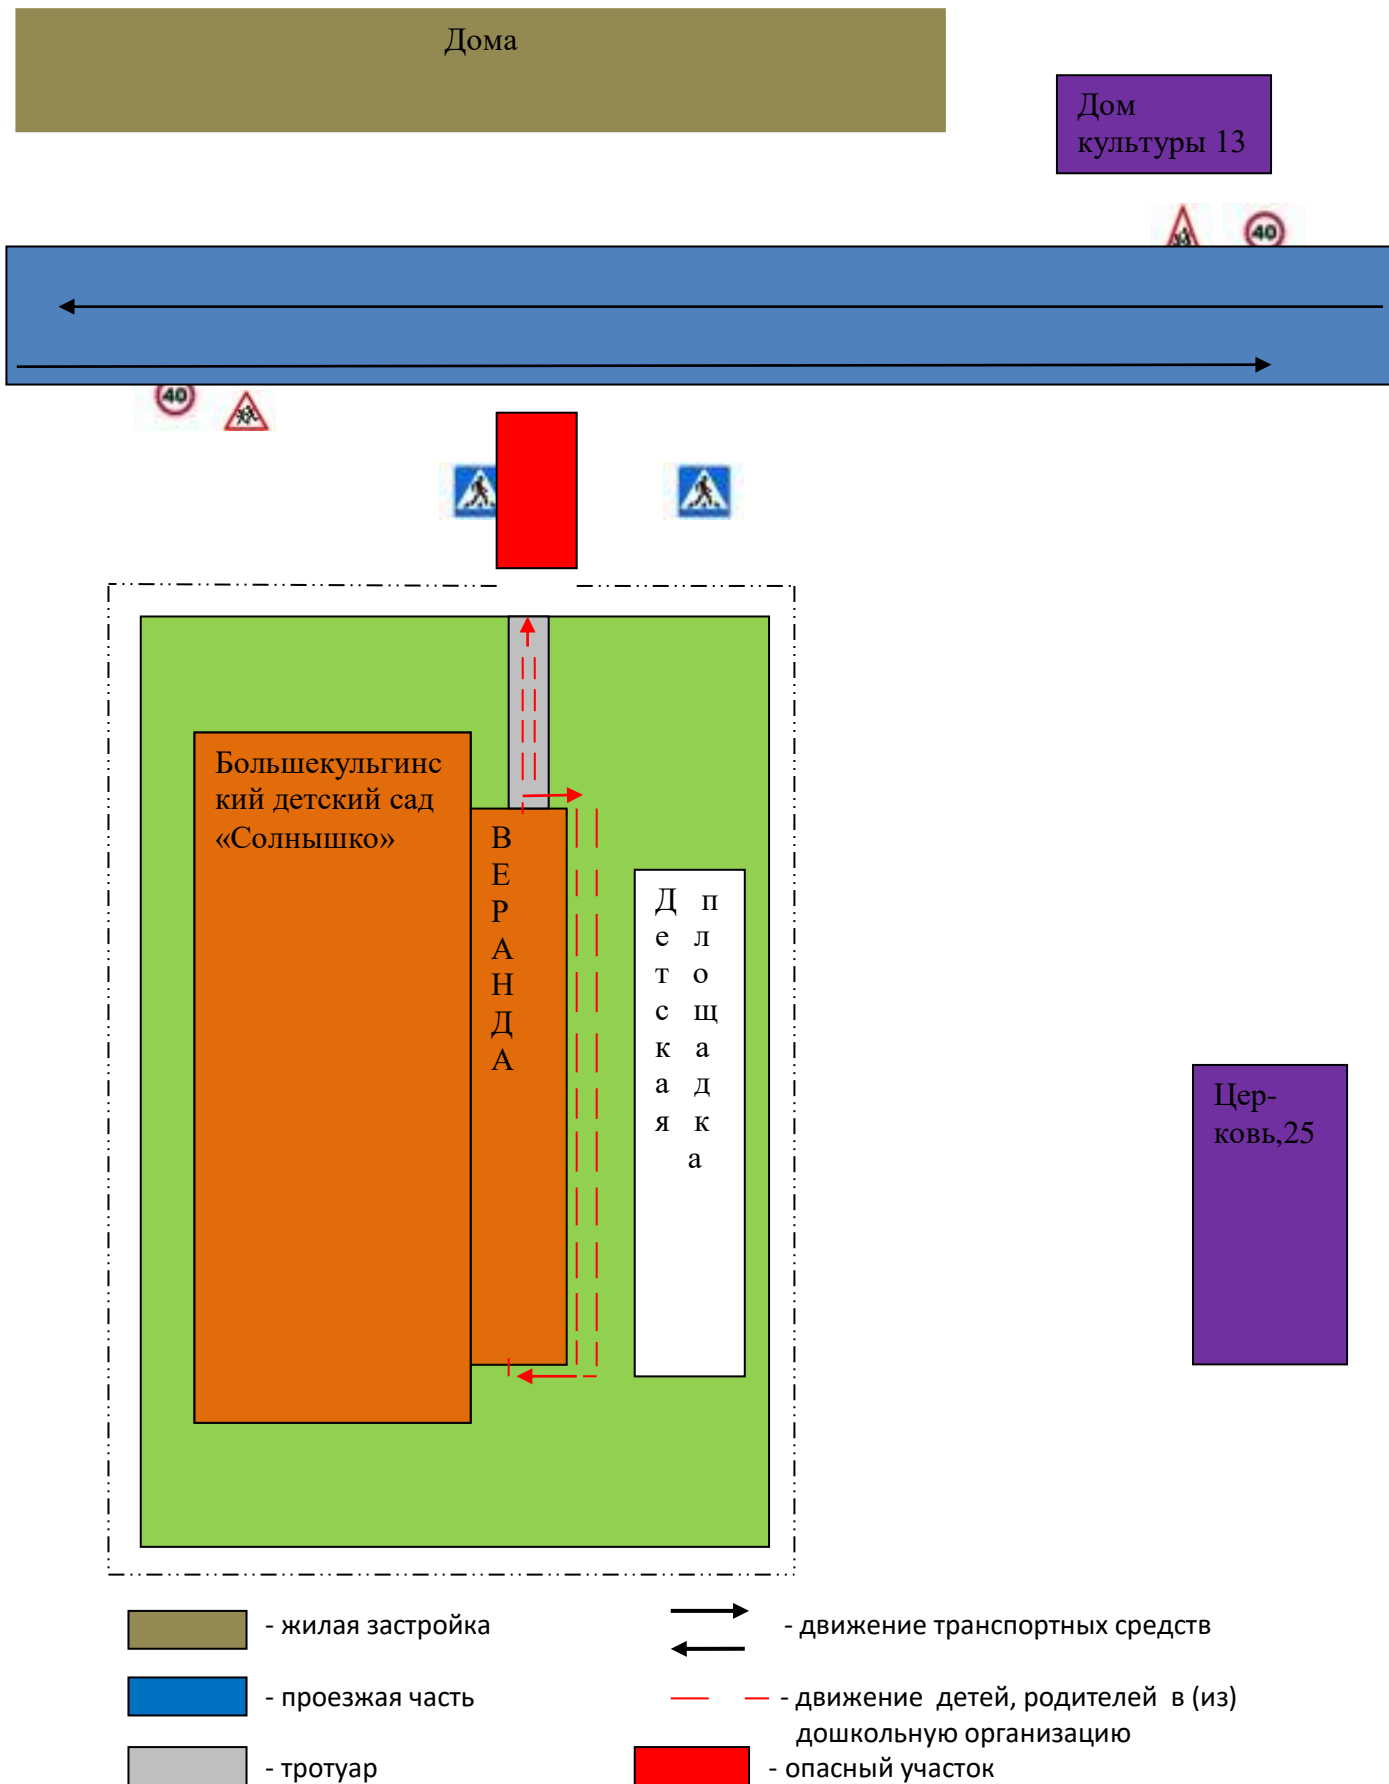 Дома
Дом
культуры 13
40
40
Большекульгинс
кий детский сад
«Солнышко»
В
Е
Р
А
Н
Д
А
Д п
е л
т о
с щ
к а
а д
я к
а
Цер-
ковь,25
- жилая застройка
- движение транспортных средств
- проезжая часть
- движение детей, родителей в (из)
дошкольную организацию
- тротуар
- опасный участок